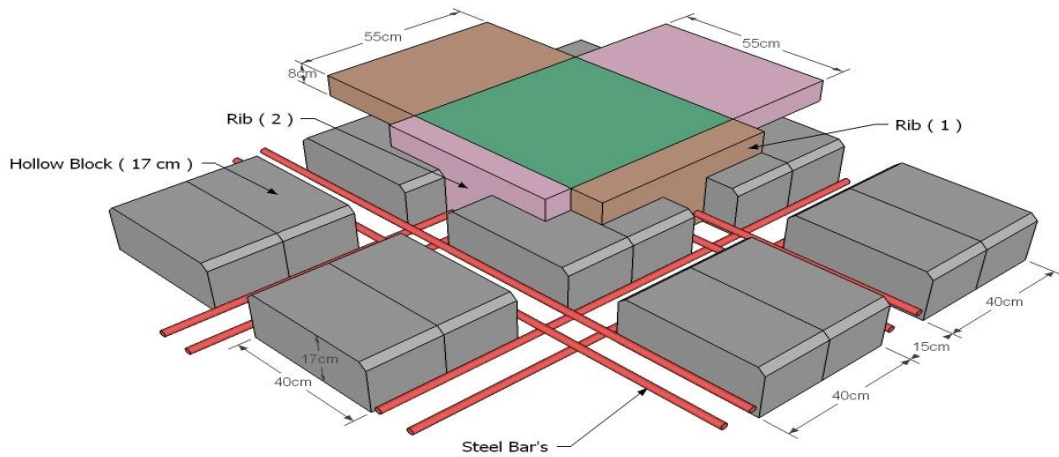 55cm
55cm
8cm
Rib ( 2 )
Rib ( 1 )
Hollow Block ( 17 cm )
17cm
40cm
40cm
15cm
40cm
Steel Bar's